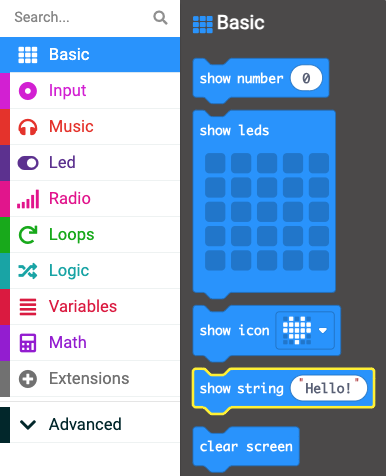 Search...
Basic
Input
Music
Led
Radio
Loops
Logic
Variables
Math
Extensions
Advanced
Basic
show number 0
show leds
show icon
show string "Hello!"
clear screen